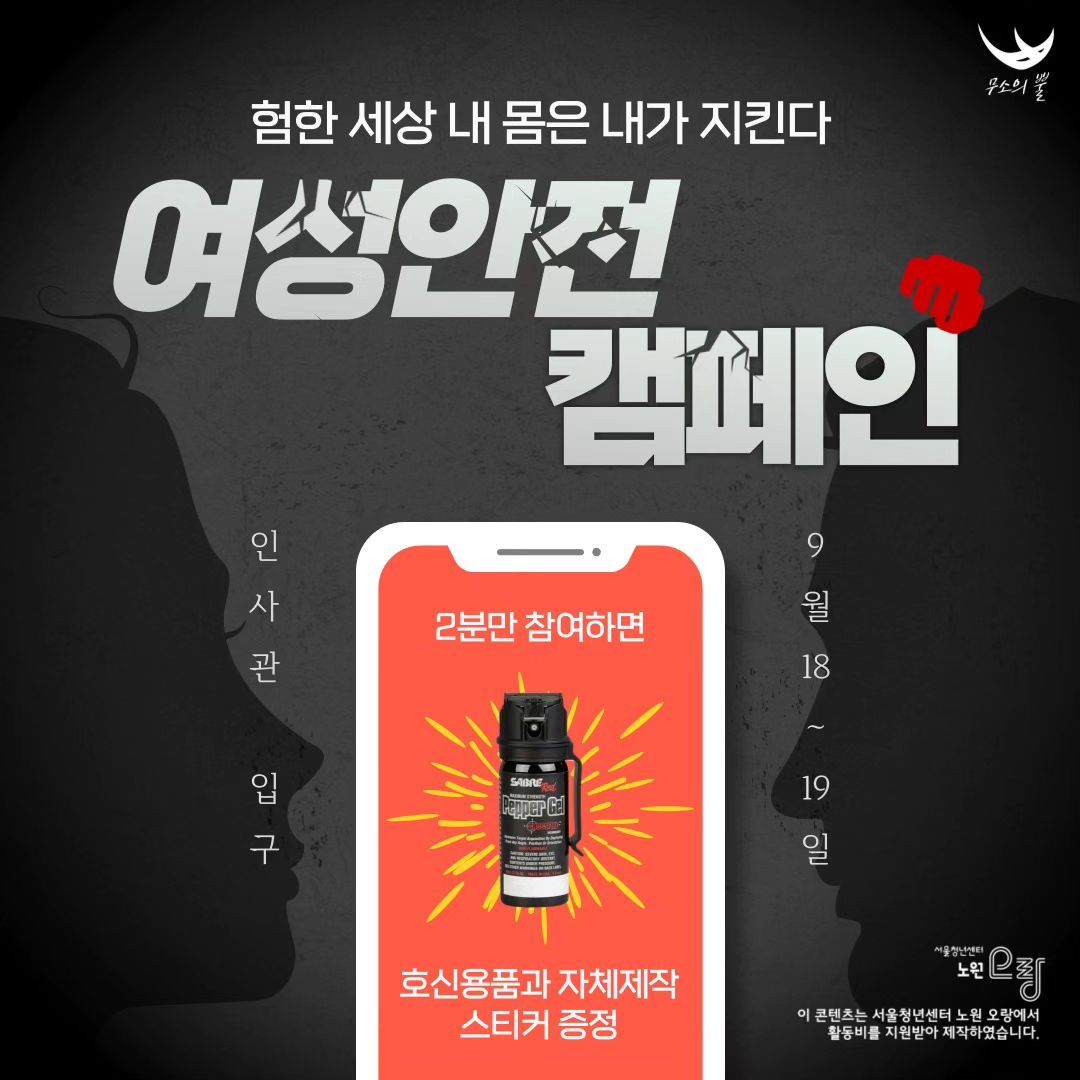 무소의 뿔
험한 세상 내 몸은 내가 지킨다
여성안전
캠페인
인사관 입구
9월 18~19일
2분만 참여하면
SABRE Red
MAXIMUM STRENGTH
Pepper Gel
호신용품과 자체제작
스티커 증정
서울청년센터
노원 오랑
이 콘텐츠는 서울청년센터 노원 오랑에서
활동비를 지원받아 제작하였습니다.